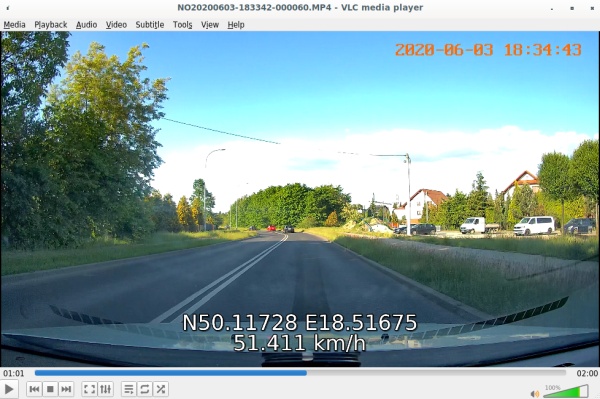 NO20200603-183342-000060.MP4 - VLC media player
Media Playback Audio Video Subtitle Tools View Help
2020-06-03 18:34:43
N50.11728 E18.51675
51.411 km/h
01:01
02:00
100%